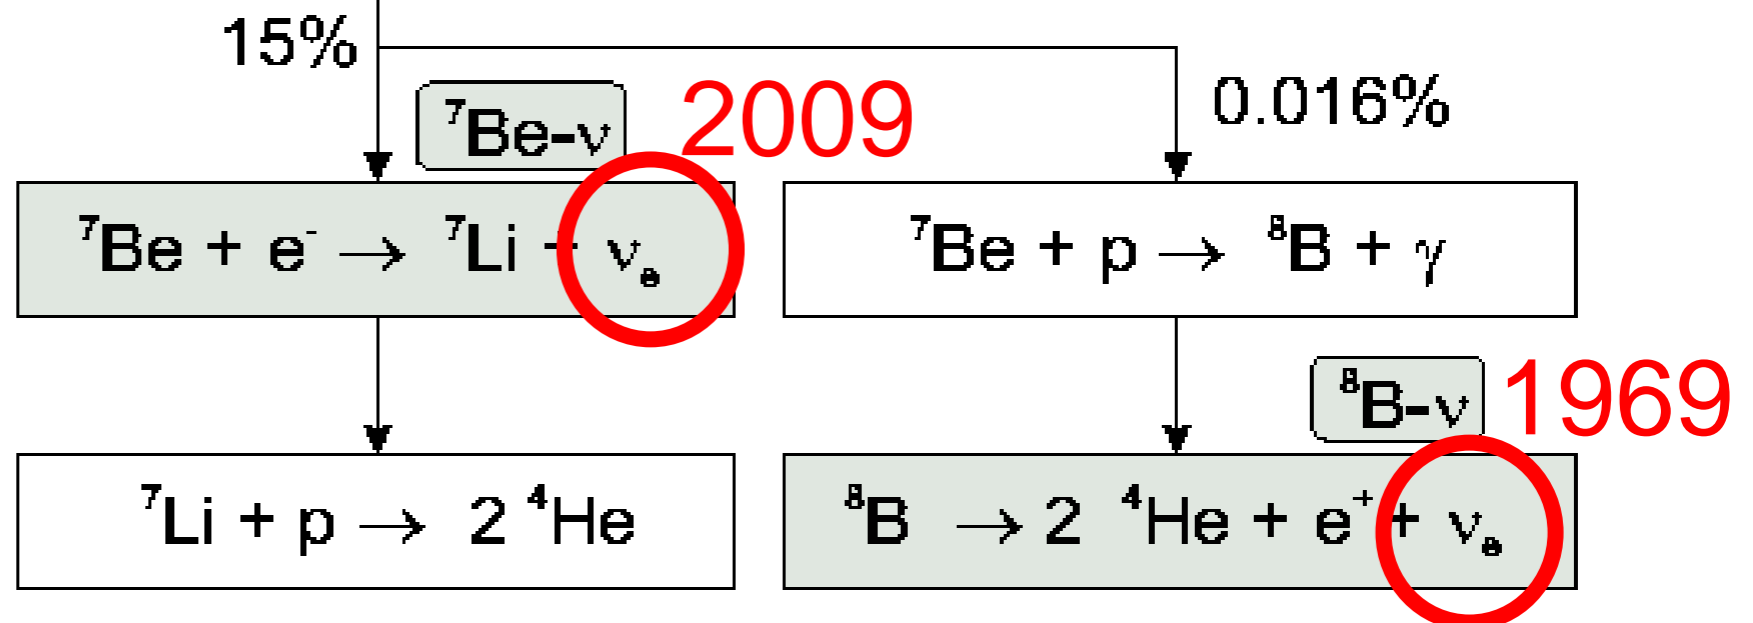 15%
⁷Be-ν
2009
0.016%
⁷Be + e⁻ → ⁷Li + νₑ
⁷Be + p → ⁸B + γ
⁸B-ν
1969
⁷Li + p → 2 ⁴He
⁸B → 2 ⁴He + e⁺ + νₑ